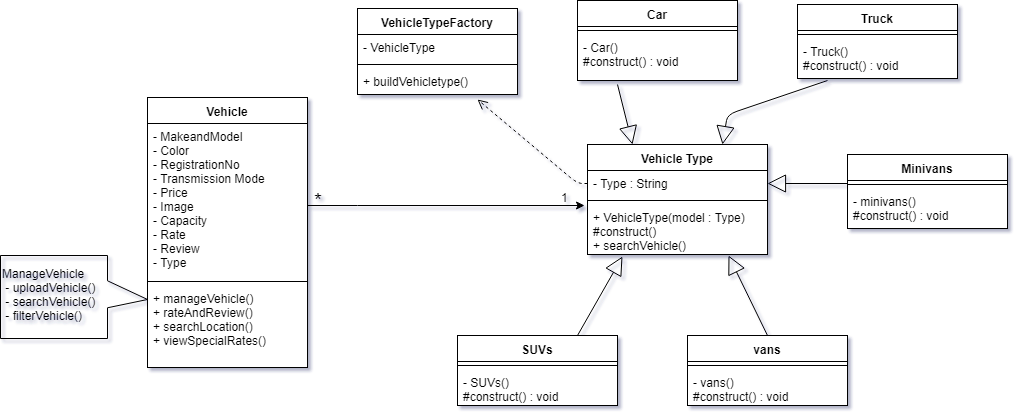 VehicleTypeFactory
- VehicleType
+ buildVehicletype()
Car
- Car()
#construct() : void
Truck
- Truck()
#construct() : void
Vehicle
- MakeandModel
- Color
- RegistrationNo
- Transmission Mode
- Price
- Image
- Capacity
- Rate
- Review
- Type
+ manageVehicle()
+ rateAndReview()
+ searchLocation()
+ viewSpecialRates()
ManageVehicle
- uploadVehicle()
- searchVehicle()
- filterVehicle()
*
1
Vehicle Type
- Type : String
+ VehicleType(model : Type)
#construct()
+ searchVehicle()
Minivans
- minivans()
#construct() : void
SUVs
- SUVs()
#construct() : void
vans
- vans()
#construct() : void